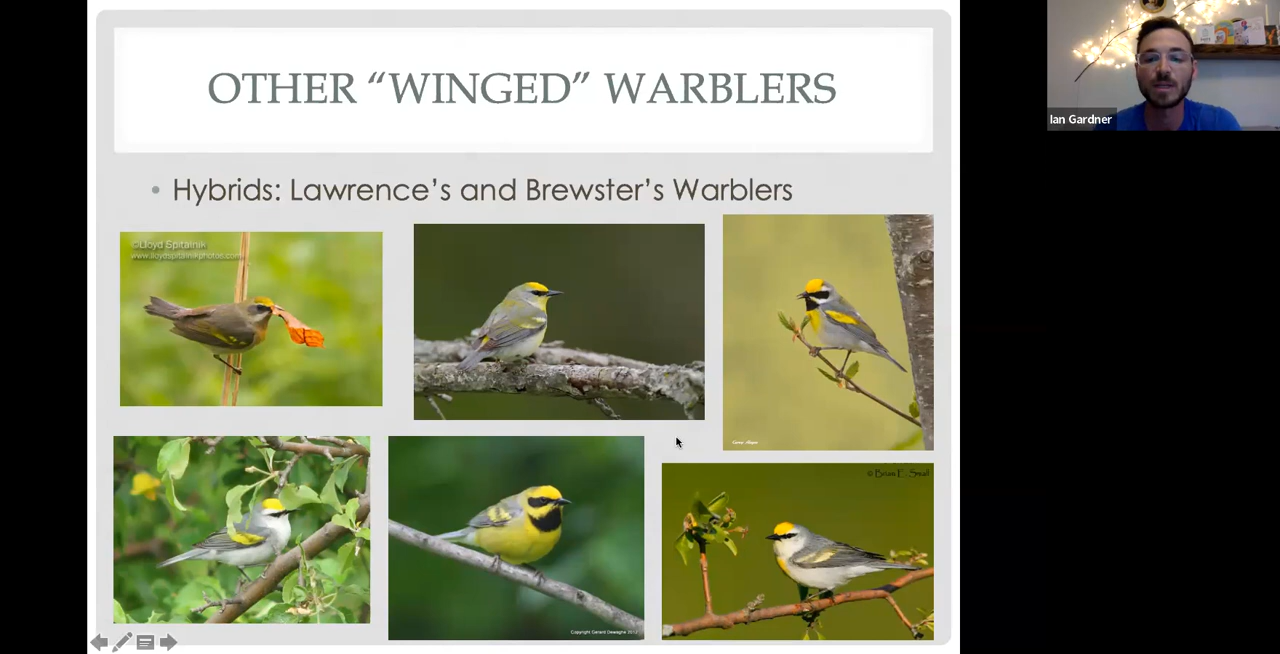 OTHER “WINGED” WARBLERS
• Hybrids: Lawrence’s and Brewster’s Warblers
©Lloyd Spitalnik
www.lloydspitalnikphotos.com
© Brian E. Small
Ian Gardner